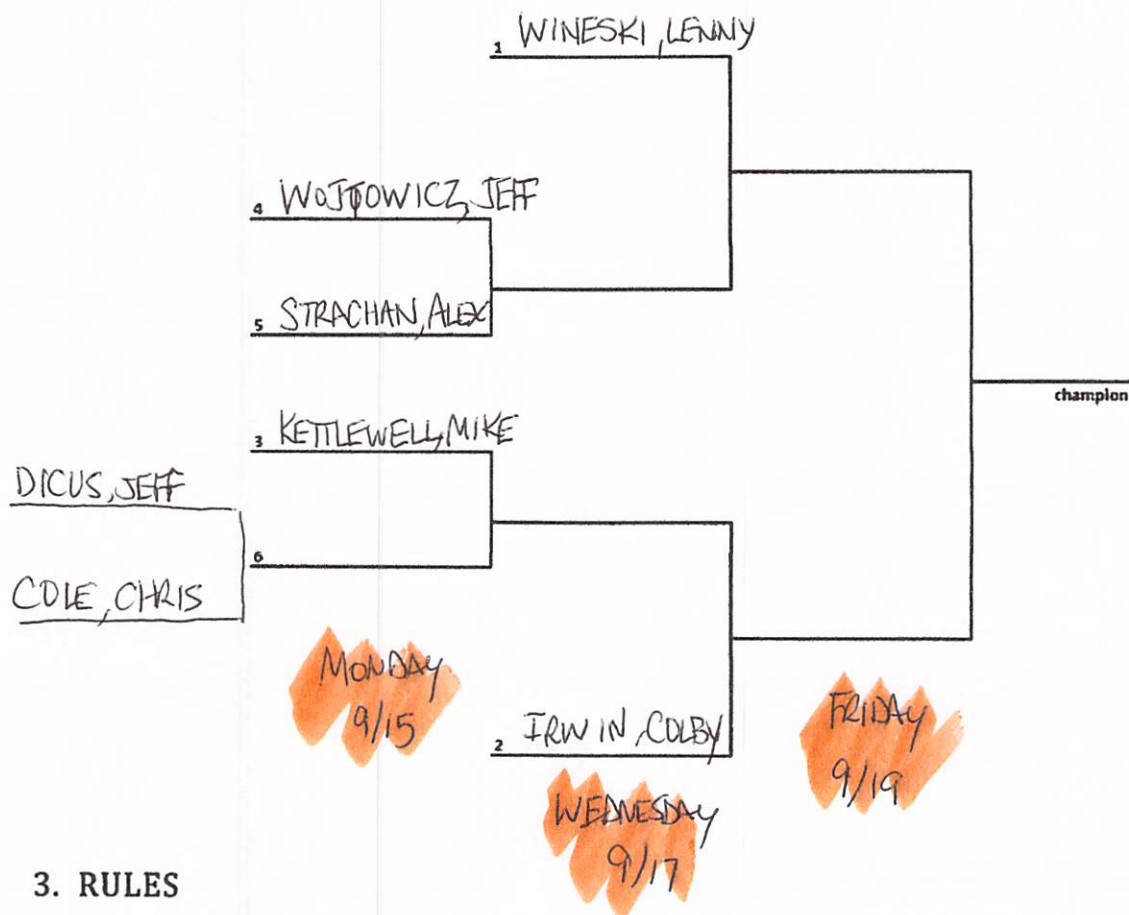 1 WINESKI, LENNY
4 WOJTOWICZ, JEFF
5 STRACHAN, ALEX
3 KETTLEWELL, MIKE
DICUS, JEFF
6
COLE, CHRIS
champion
MONDAY
9/15
2 IRWIN, COLBY
WEDNESDAY
9/17
FRIDAY
9/19
3. RULES